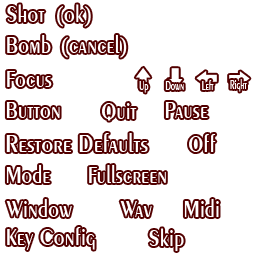 Shot (ok)
Bomb (cancel)
Focus Up Down Left Right
Button Quit Pause
Restore Defaults Off
Mode Fullscreen
Window Wav Midi
Key Config Skip